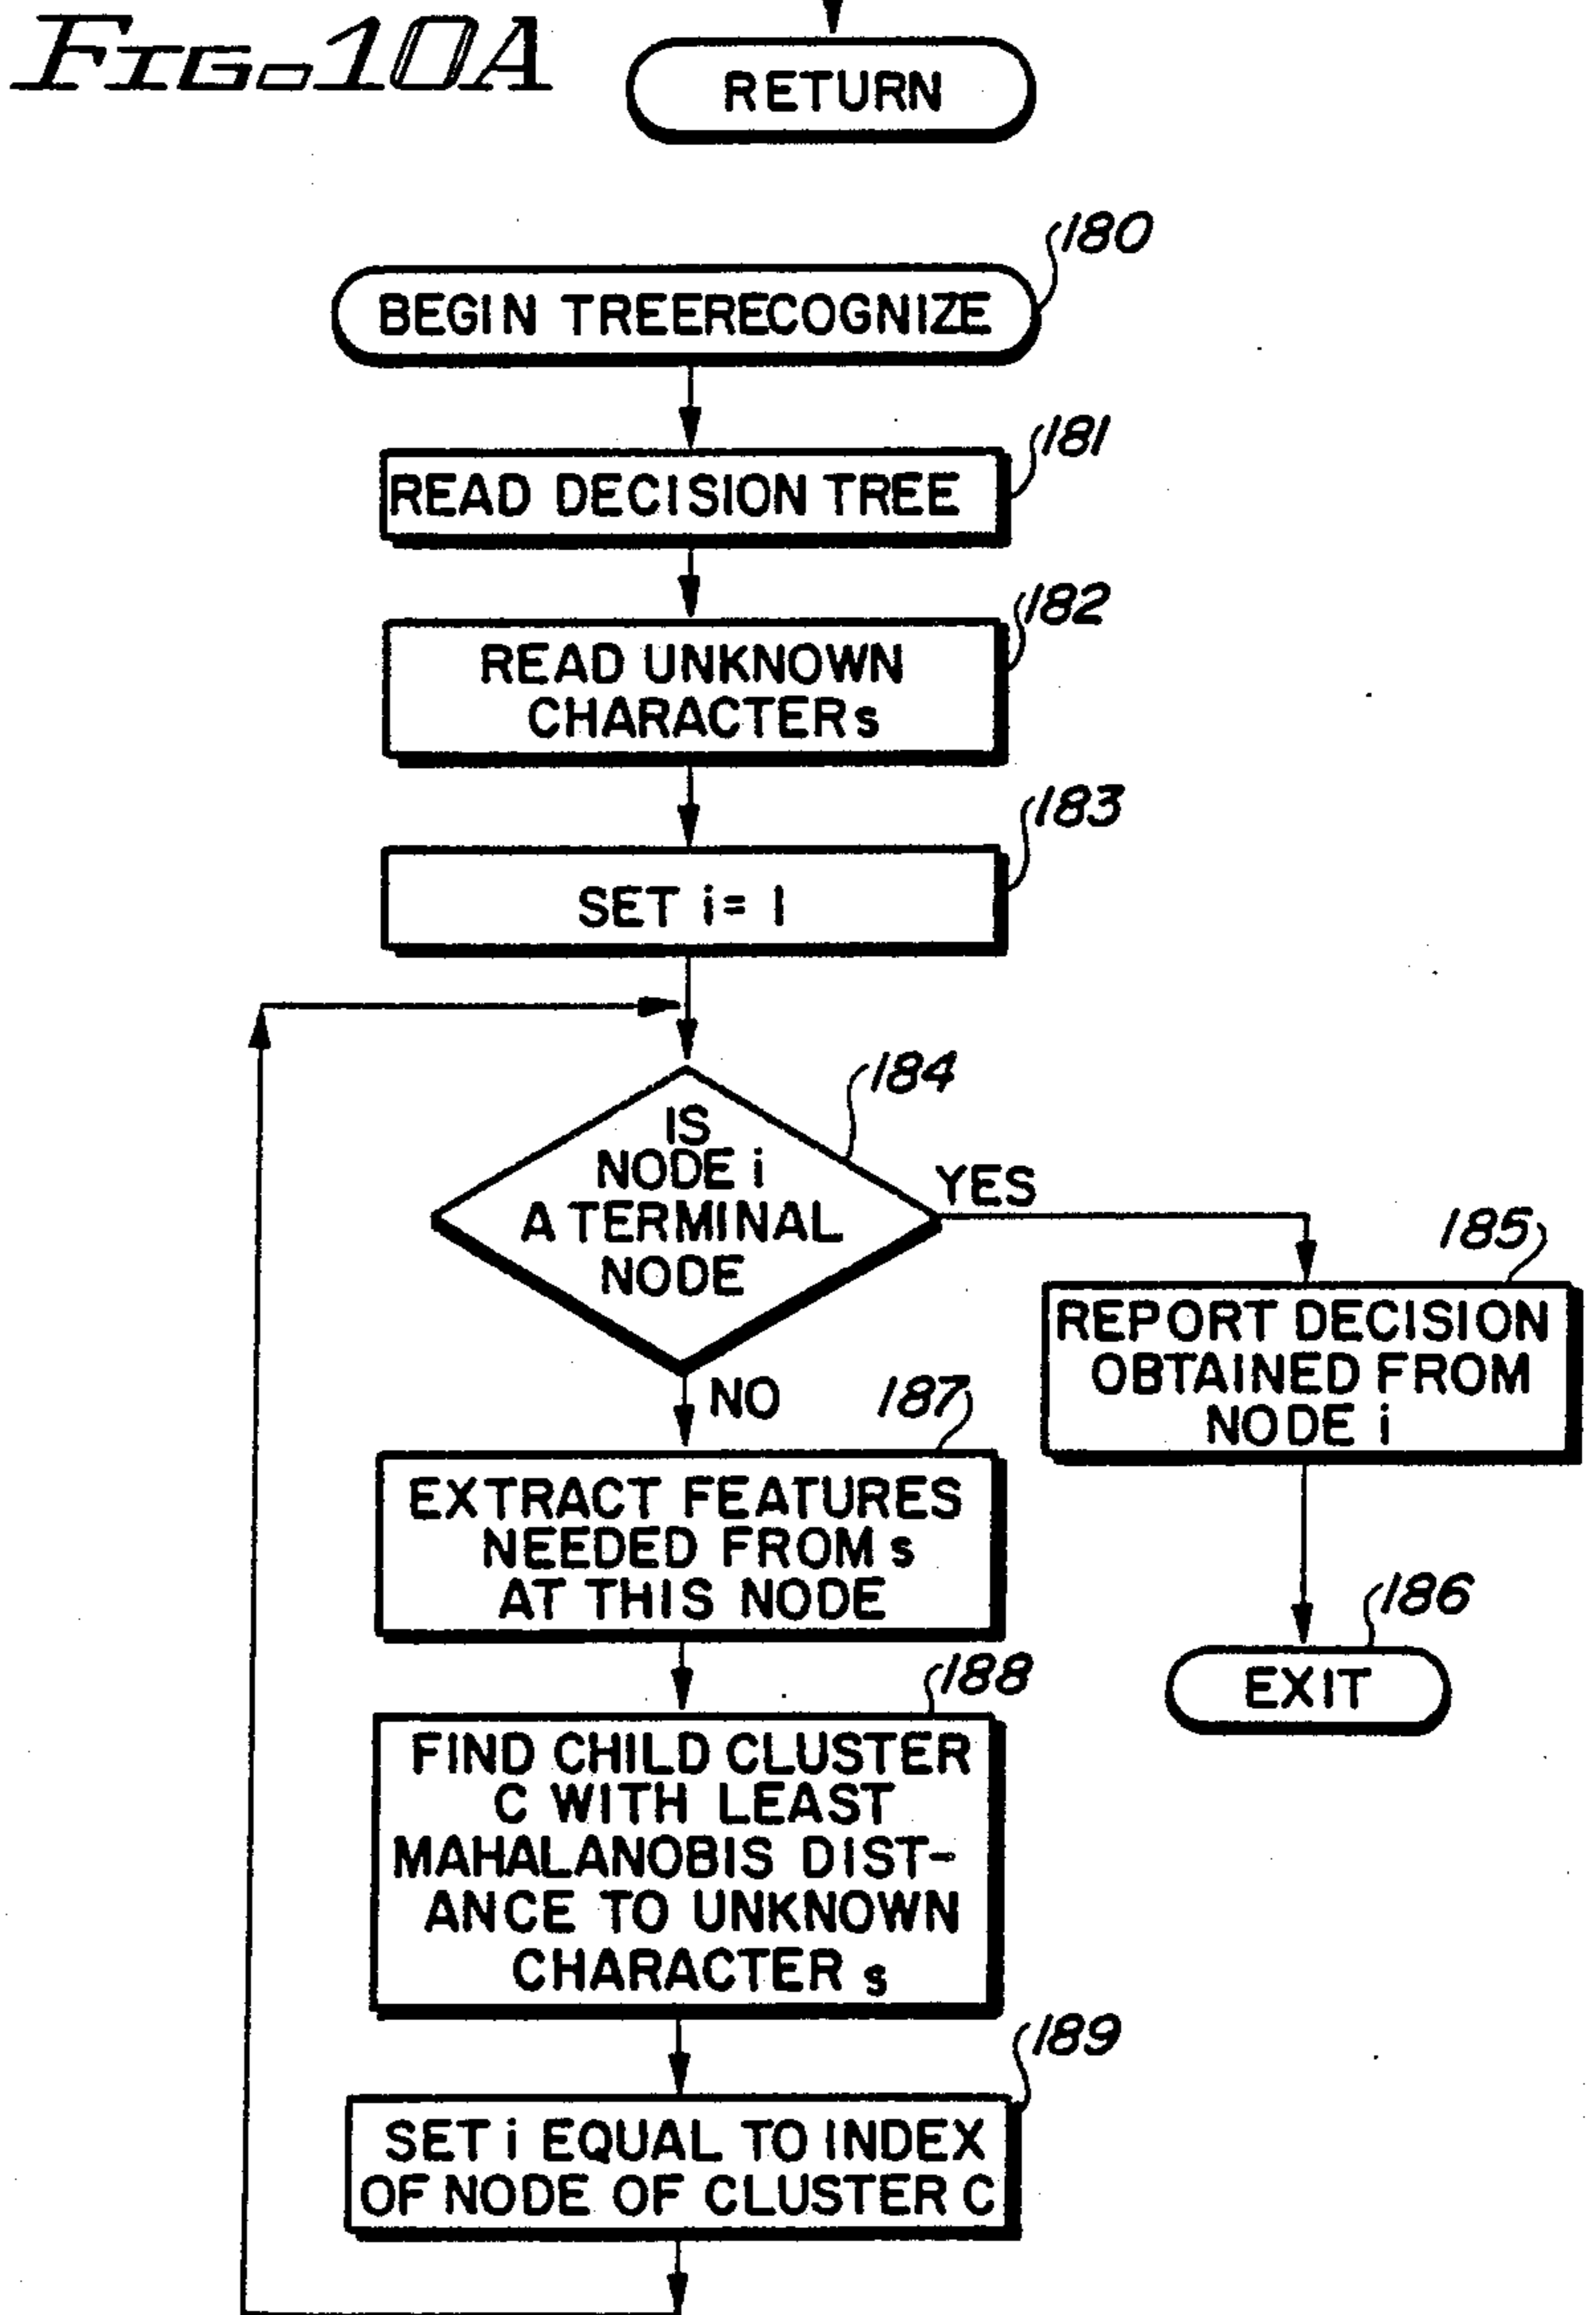 FIG. 10A
RETURN
180
BEGIN TREERECOGNIZE
181
READ DECISION TREE
182
READ UNKNOWN
CHARACTER s
183
SET i = 1
184
IS
NODE i
A TERMINAL
NODE
YES
185
REPORT DECISION
OBTAINED FROM
NODE i
NO
187
EXTRACT FEATURES
NEEDED FROM s
AT THIS NODE
186
EXIT
188
FIND CHILD CLUSTER
C WITH LEAST
MAHALANOBIS DIST-
ANCE TO UNKNOWN
CHARACTER s
189
SET i EQUAL TO INDEX
OF NODE OF CLUSTER C